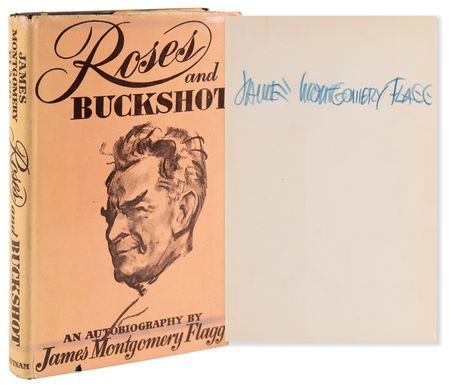 JAMES
MONTGOMERY
Roses and BUCKSHOT
PUTNAM
Roses
and
BUCKSHOT
AN AUTOBIOGRAPHY BY
James Montgomery Flagg
JAMES MONTGOMERY FLAGG